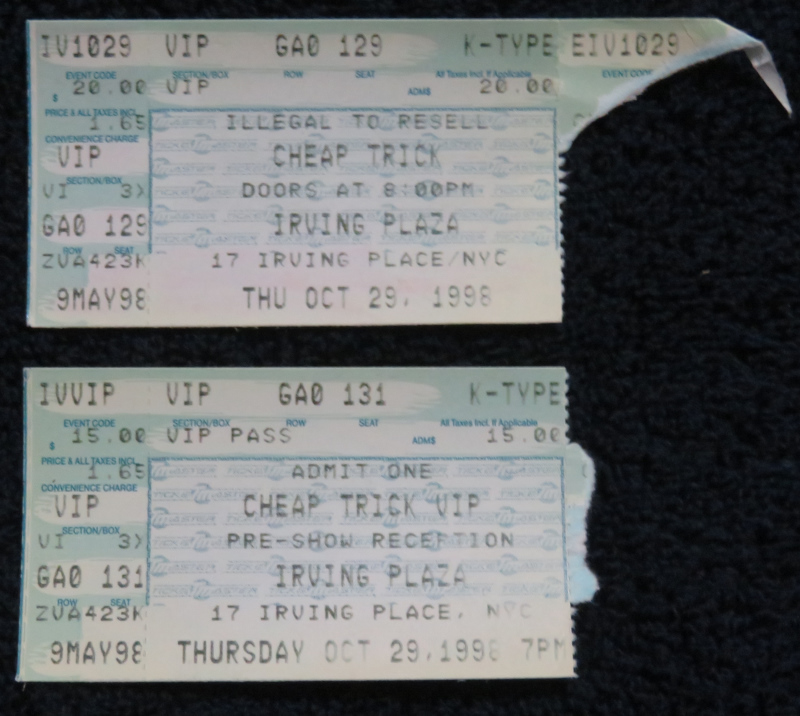 IV1029 VIP GA0 129 K-TYPE EIV1029
EVENT CODE SECTION/BOX ROW SEAT All Taxes Incl. If Applicable EVENT CODE
$ 20.00 VIP ADM$ 20.00
PRICE & ALL TAXES INCL.
1.65 ILLEGAL TO RESELL
CONVENIENCE CHARGE
VIP CHEAP TRICK
SECTION/BOX
VI 3X DOORS AT 8:00PM
GA0 129 IRVING PLAZA
ROW SEAT
ZVA423K 17 IRVING PLACE/NYC
9MAY98 THU OCT 29, 1998
IVVIP VIP GA0 131 K-TYPE
EVENT CODE SECTION/BOX ROW SEAT All Taxes Incl. If Applicable
$ 15.00 VIP PASS ADM$ 15.00
PRICE & ALL TAXES INCL.
1.65 ADMIT ONE
CONVENIENCE CHARGE
VIP CHEAP TRICK VIP
SECTION/BOX
VI 3X PRE-SHOW RECEPTION
GA0 131 IRVING PLAZA
ROW SEAT
ZVA423K 17 IRVING PLACE, NYC
9MAY98 THURSDAY OCT 29,1998 7PM